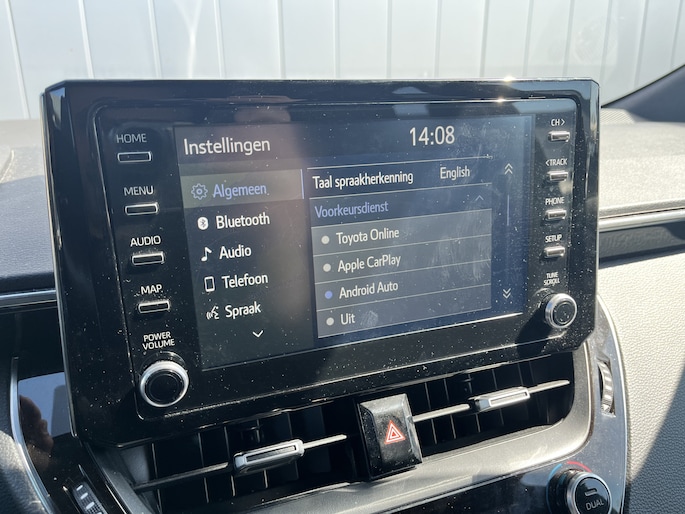 HOME
MENU
AUDIO
MAP
POWER
VOLUME
Instellingen
14:08
Algemeen
Bluetooth
Audio
Telefoon
Spraak
Taal spraakherkenning English
Voorkeursdienst
Toyota Online
Apple CarPlay
Android Auto
Uit
CH >
< TRACK
PHONE
SETUP
TUNE
SCROLL
DUAL